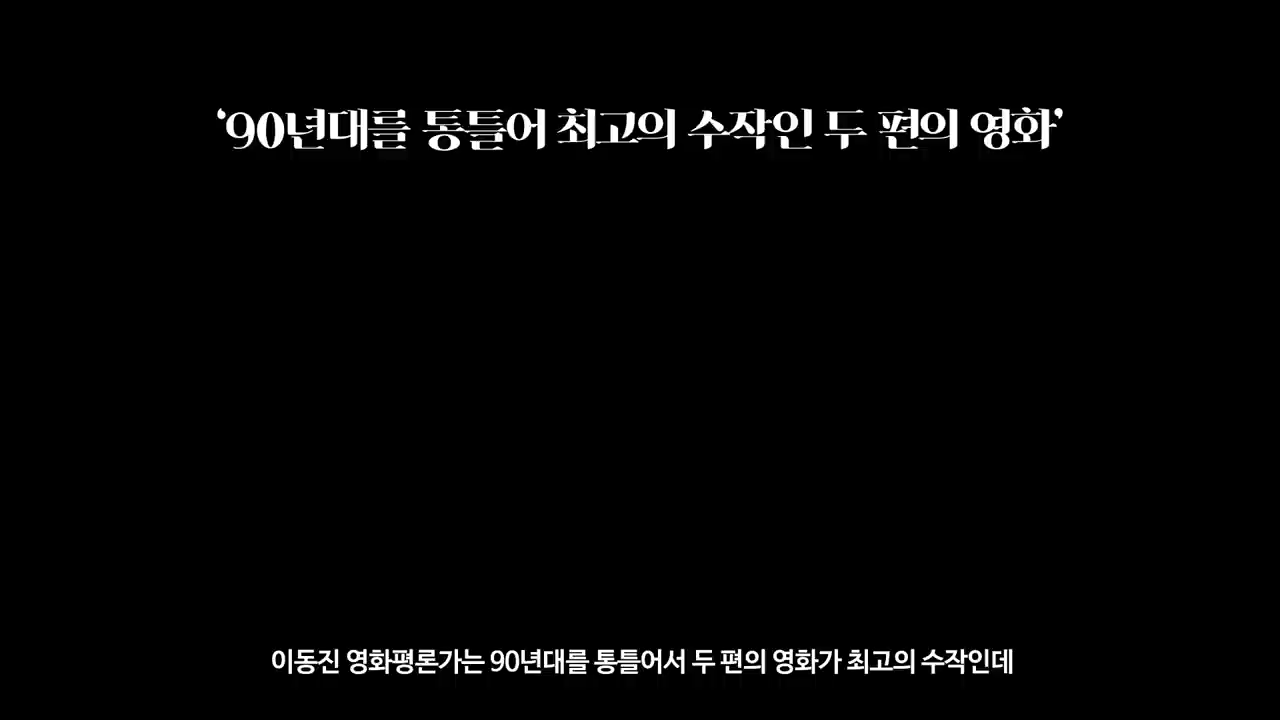 ‘90년대를 통틀어 최고의 수작인 두 편의 영화’
이동진 영화평론가는 90년대를 통틀어서 두 편의 영화가 최고의 수작인데